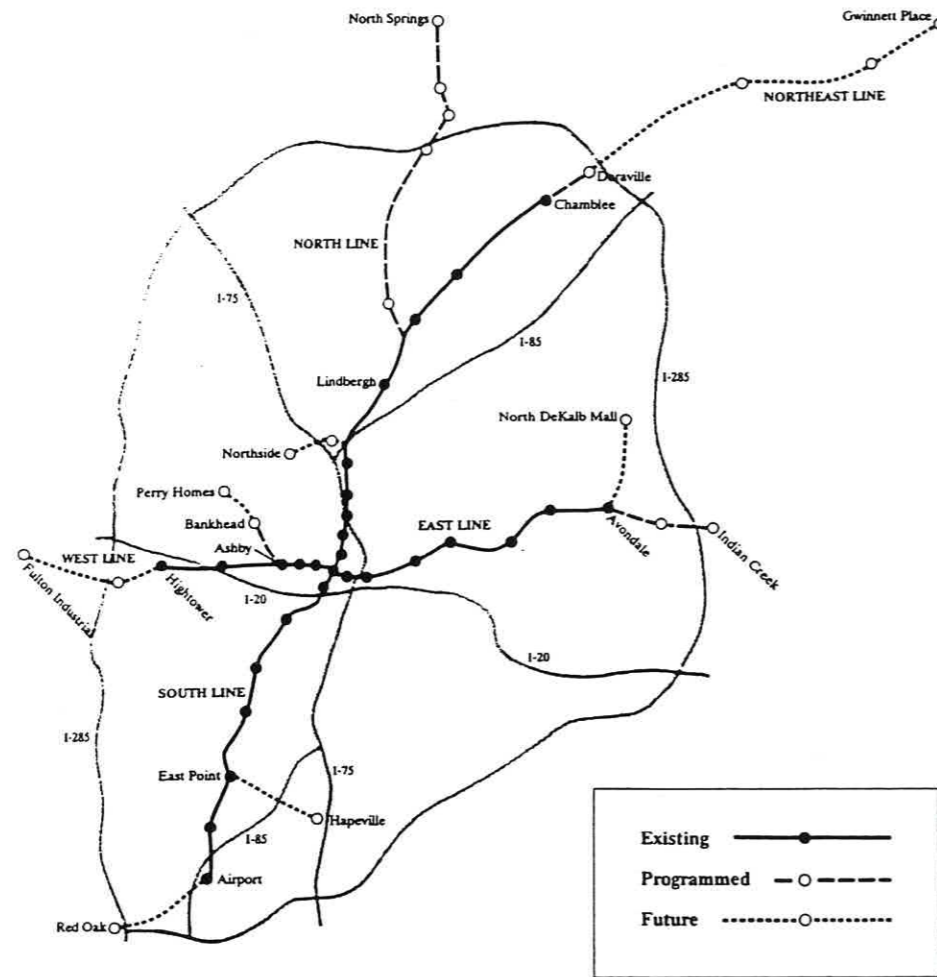 North Springs
Gwinnett Place
NORTHEAST LINE
Doraville
Chamblee
NORTH LINE
I-75
I-85
Lindbergh
I-285
North DeKalb Mall
Northside
Perry Homes
Bankhead
EAST LINE
Avondale
Ashby
WEST LINE
Indian Creek
Fulton Industrial
Hightower
I-20
I-20
SOUTH LINE
I-285
East Point
I-75
Hapeville
I-85
Airport
Red Oak
Existing
Programmed
Future